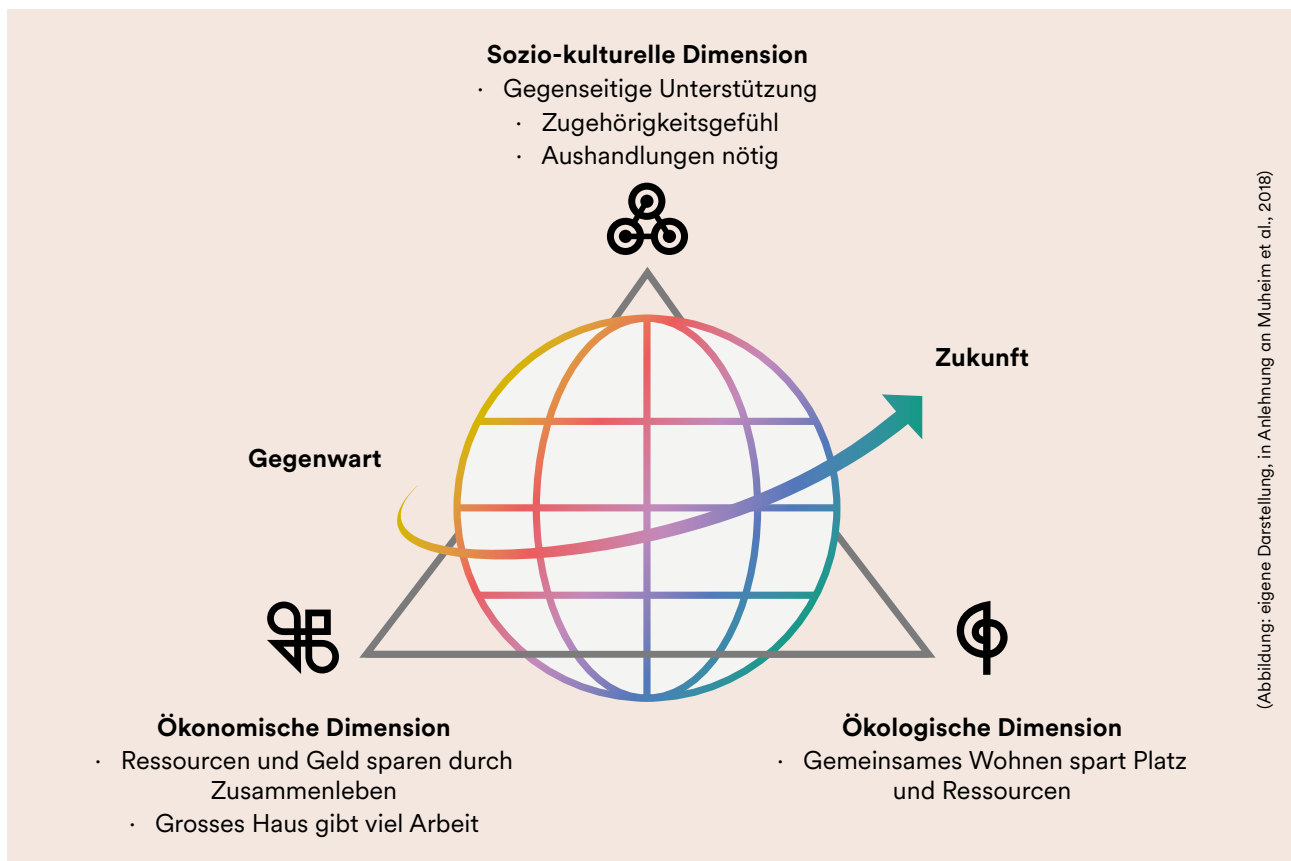 Sozio-kulturelle Dimension
· Gegenseitige Unterstützung
· Zugehörigkeitsgefühl
· Aushandlungen nötig
Zukunft
Gegenwart
Ökonomische Dimension
· Ressourcen und Geld sparen durch
Zusammenleben
· Grosses Haus gibt viel Arbeit
Ökologische Dimension
· Gemeinsames Wohnen spart Platz
und Ressourcen
(Abbildung: eigene Darstellung, in Anlehnung an Muheim et al., 2018)